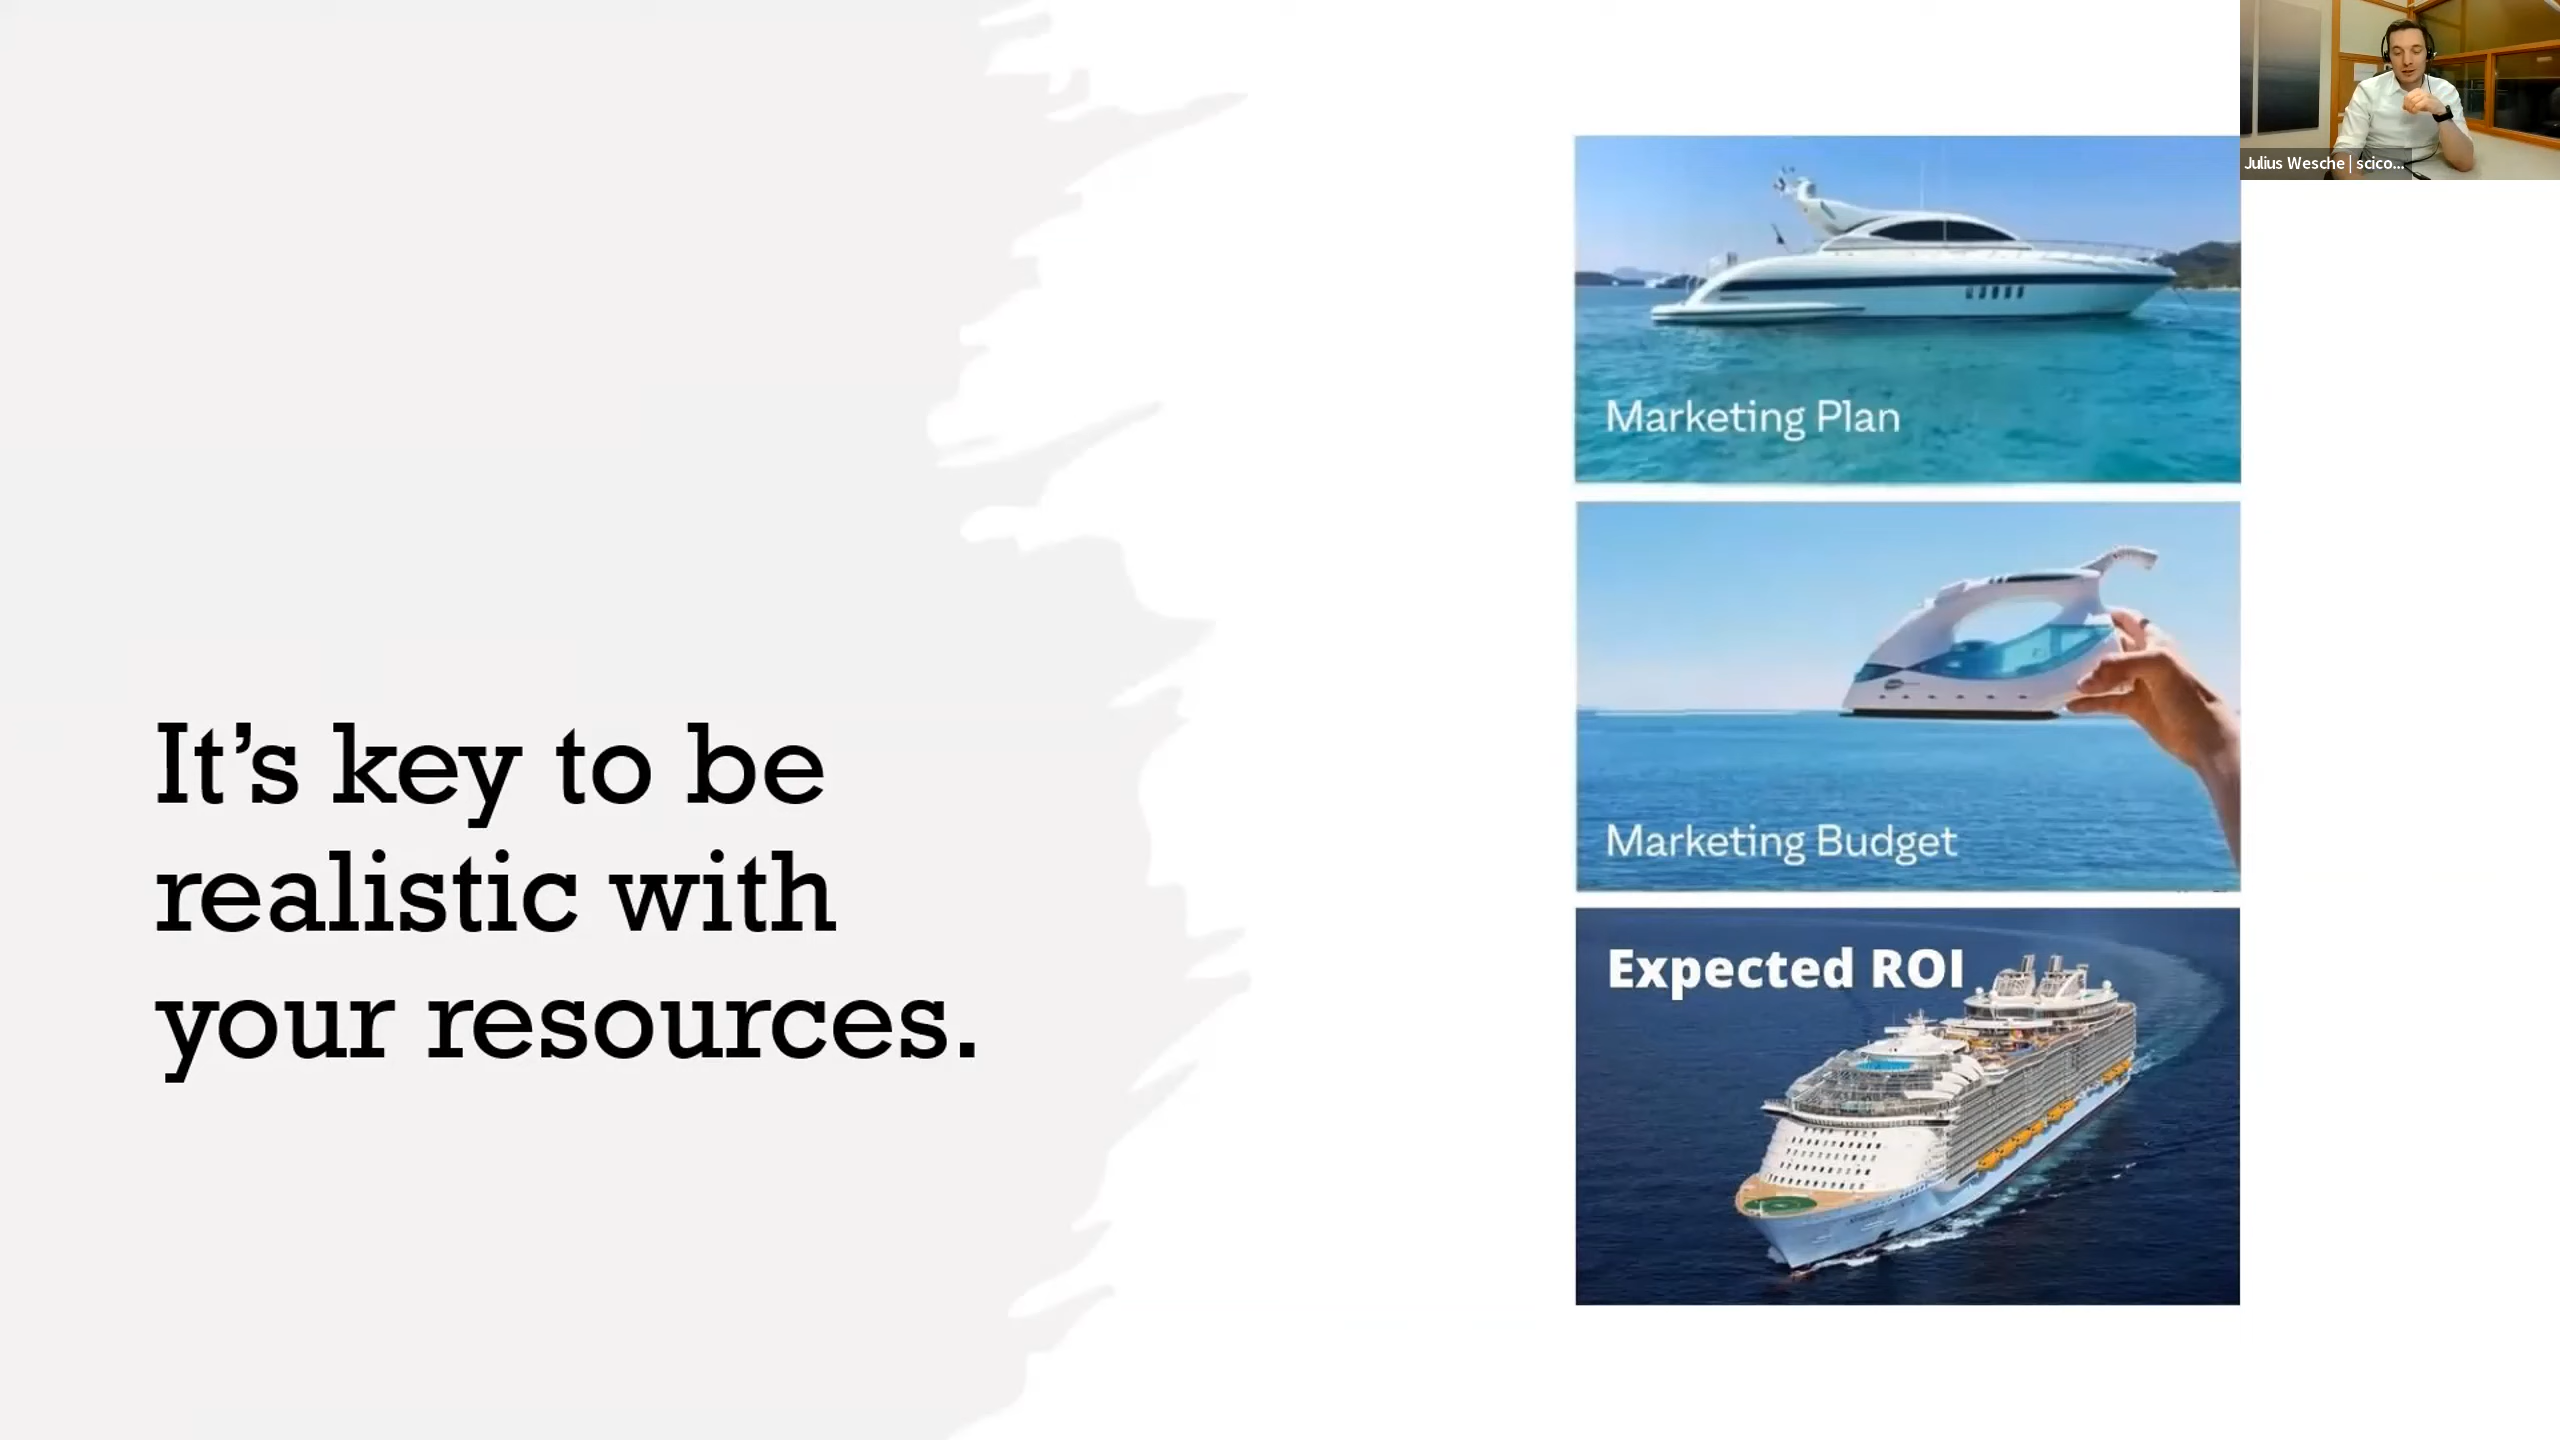 It’s key to be
realistic with
your resources.
Marketing Plan
Marketing Budget
Expected ROI
Julius Wesche | scico...